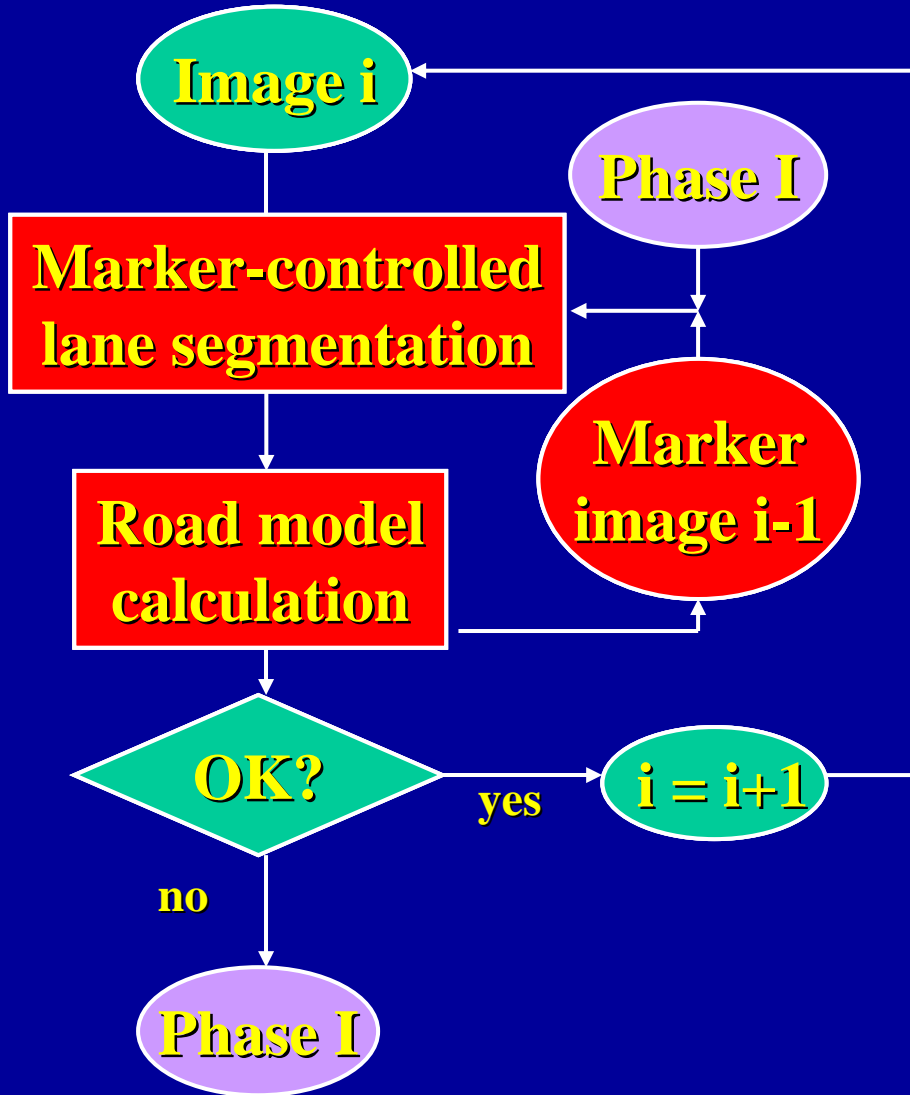 Image i
Phase I
Marker-controlled
lane segmentation
Marker
image i-1
Road model
calculation
OK?
yes
i = i+1
no
Phase I